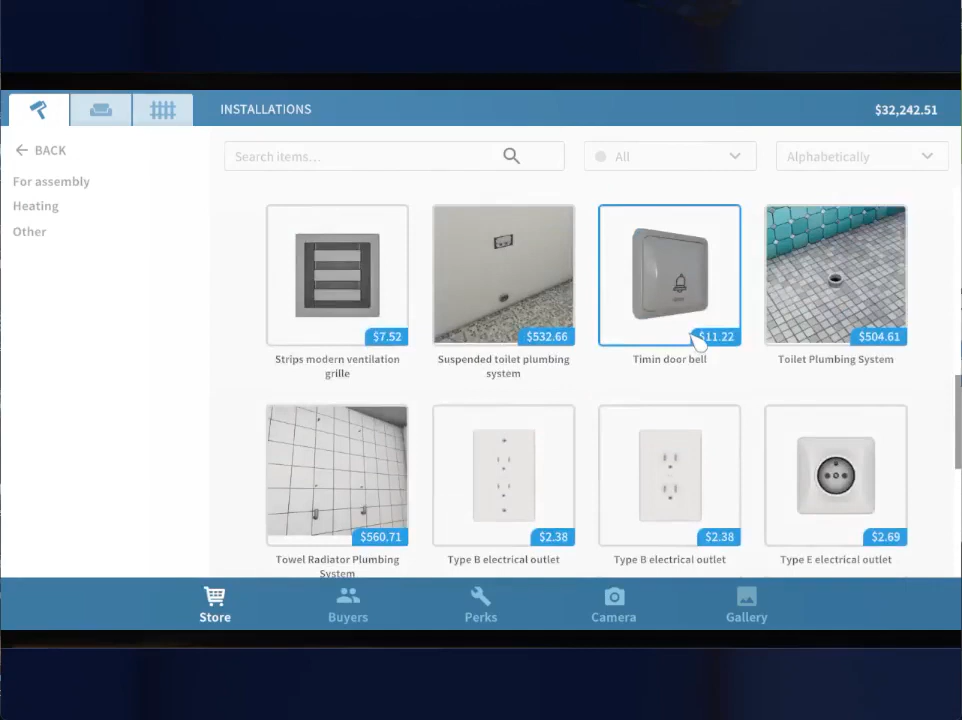 INSTALLATIONS
$32,242.51
BACK
Search items...
All
Alphabetically
For assembly
Heating
Other
$7.52
$532.66
$11.22
$504.61
Strips modern ventilation
grille
Suspended toilet plumbing
system
Timin door bell
Toilet Plumbing System
$560.71
$2.38
$2.38
$2.69
Towel Radiator Plumbing
System
Type B electrical outlet
Type B electrical outlet
Type E electrical outlet
Store
Buyers
Perks
Camera
Gallery